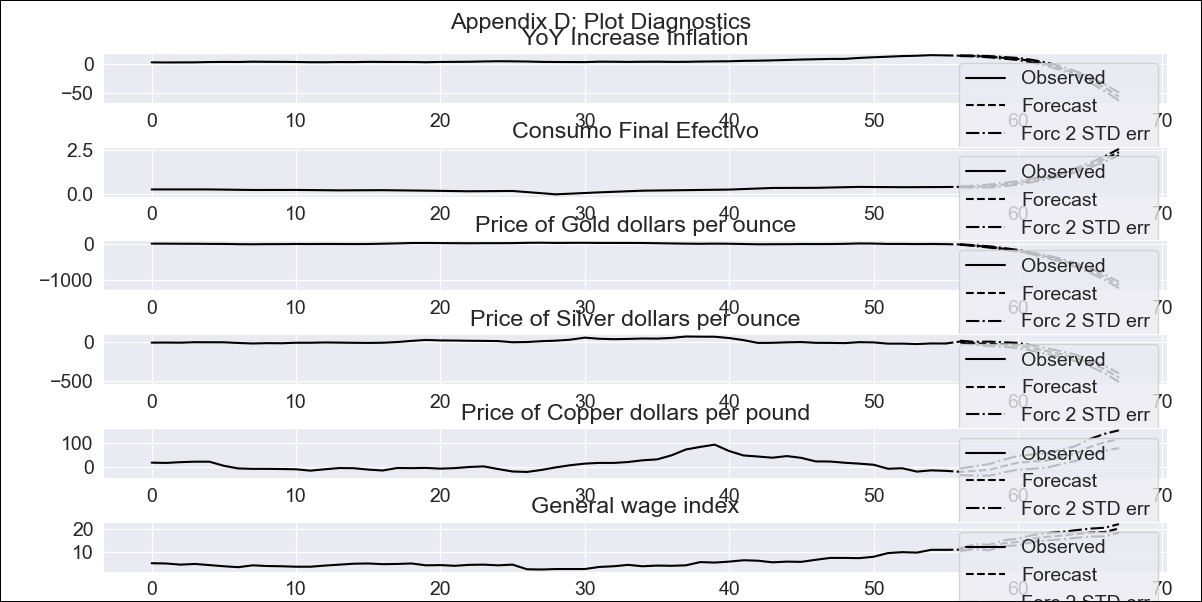 Appendix D: Plot Diagnostics
YoY Increase Inflation
0
−50
0 10 20 30 40 50 60 70
Observed
Forecast
Forc 2 STD err
Consumo Final Efectivo
2.5
0.0
0 10 20 30 40 50 60 70
Observed
Forecast
Forc 2 STD err
Price of Gold dollars per ounce
0
−1000
0 10 20 30 40 50 60 70
Observed
Forecast
Forc 2 STD err
Price of Silver dollars per ounce
0
−500
0 10 20 30 40 50 60 70
Observed
Forecast
Forc 2 STD err
Price of Copper dollars per pound
100
0
0 10 20 30 40 50 60 70
Observed
Forecast
Forc 2 STD err
General wage index
20
10
0 10 20 30 40 50 60 70
Observed
Forecast
Forc 2 STD err